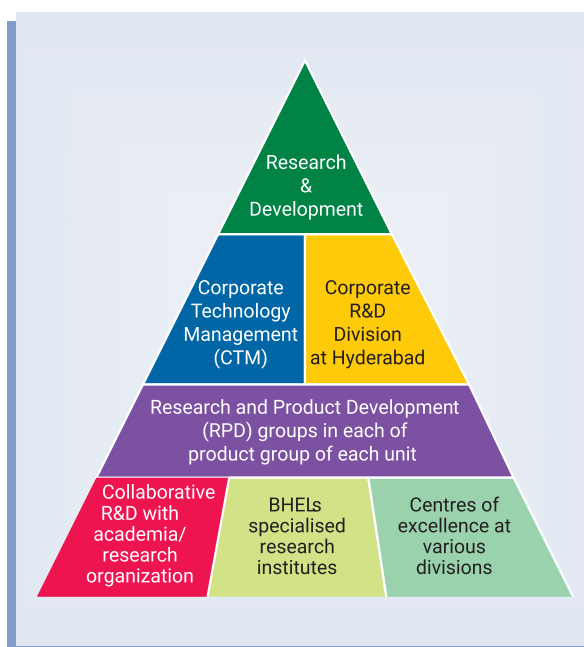 Research
&
Development
Corporate
Technology
Management
(CTM)
Corporate
R&D
Division
at Hyderabad
Research and Product Development
(RPD) groups in each of
product group of each unit
Collaborative
R&D with
academia/
research
organization
BHELs
specialised
research
institutes
Centres of
excellence at
various
divisions